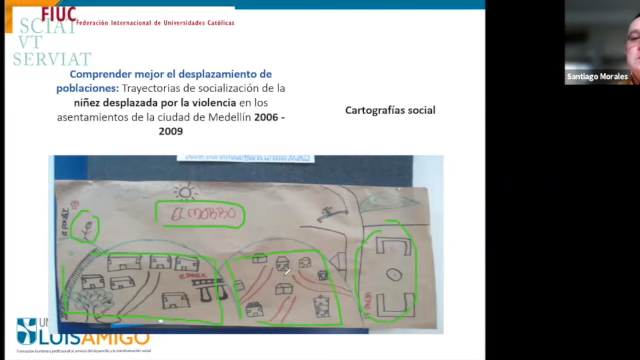 FIUC Federación Internacional de Universidades Católicas
SCIAT
VT
SERVIAT
Comprender mejor el desplazamiento de
poblaciones: Trayectorias de socialización de la
niñez desplazada por la violencia en los
asentamientos de la ciudad de Medellín 2006 -
2009
Cartografías social
Santiago Morales
EL MORRO
LUISAMIGÓ